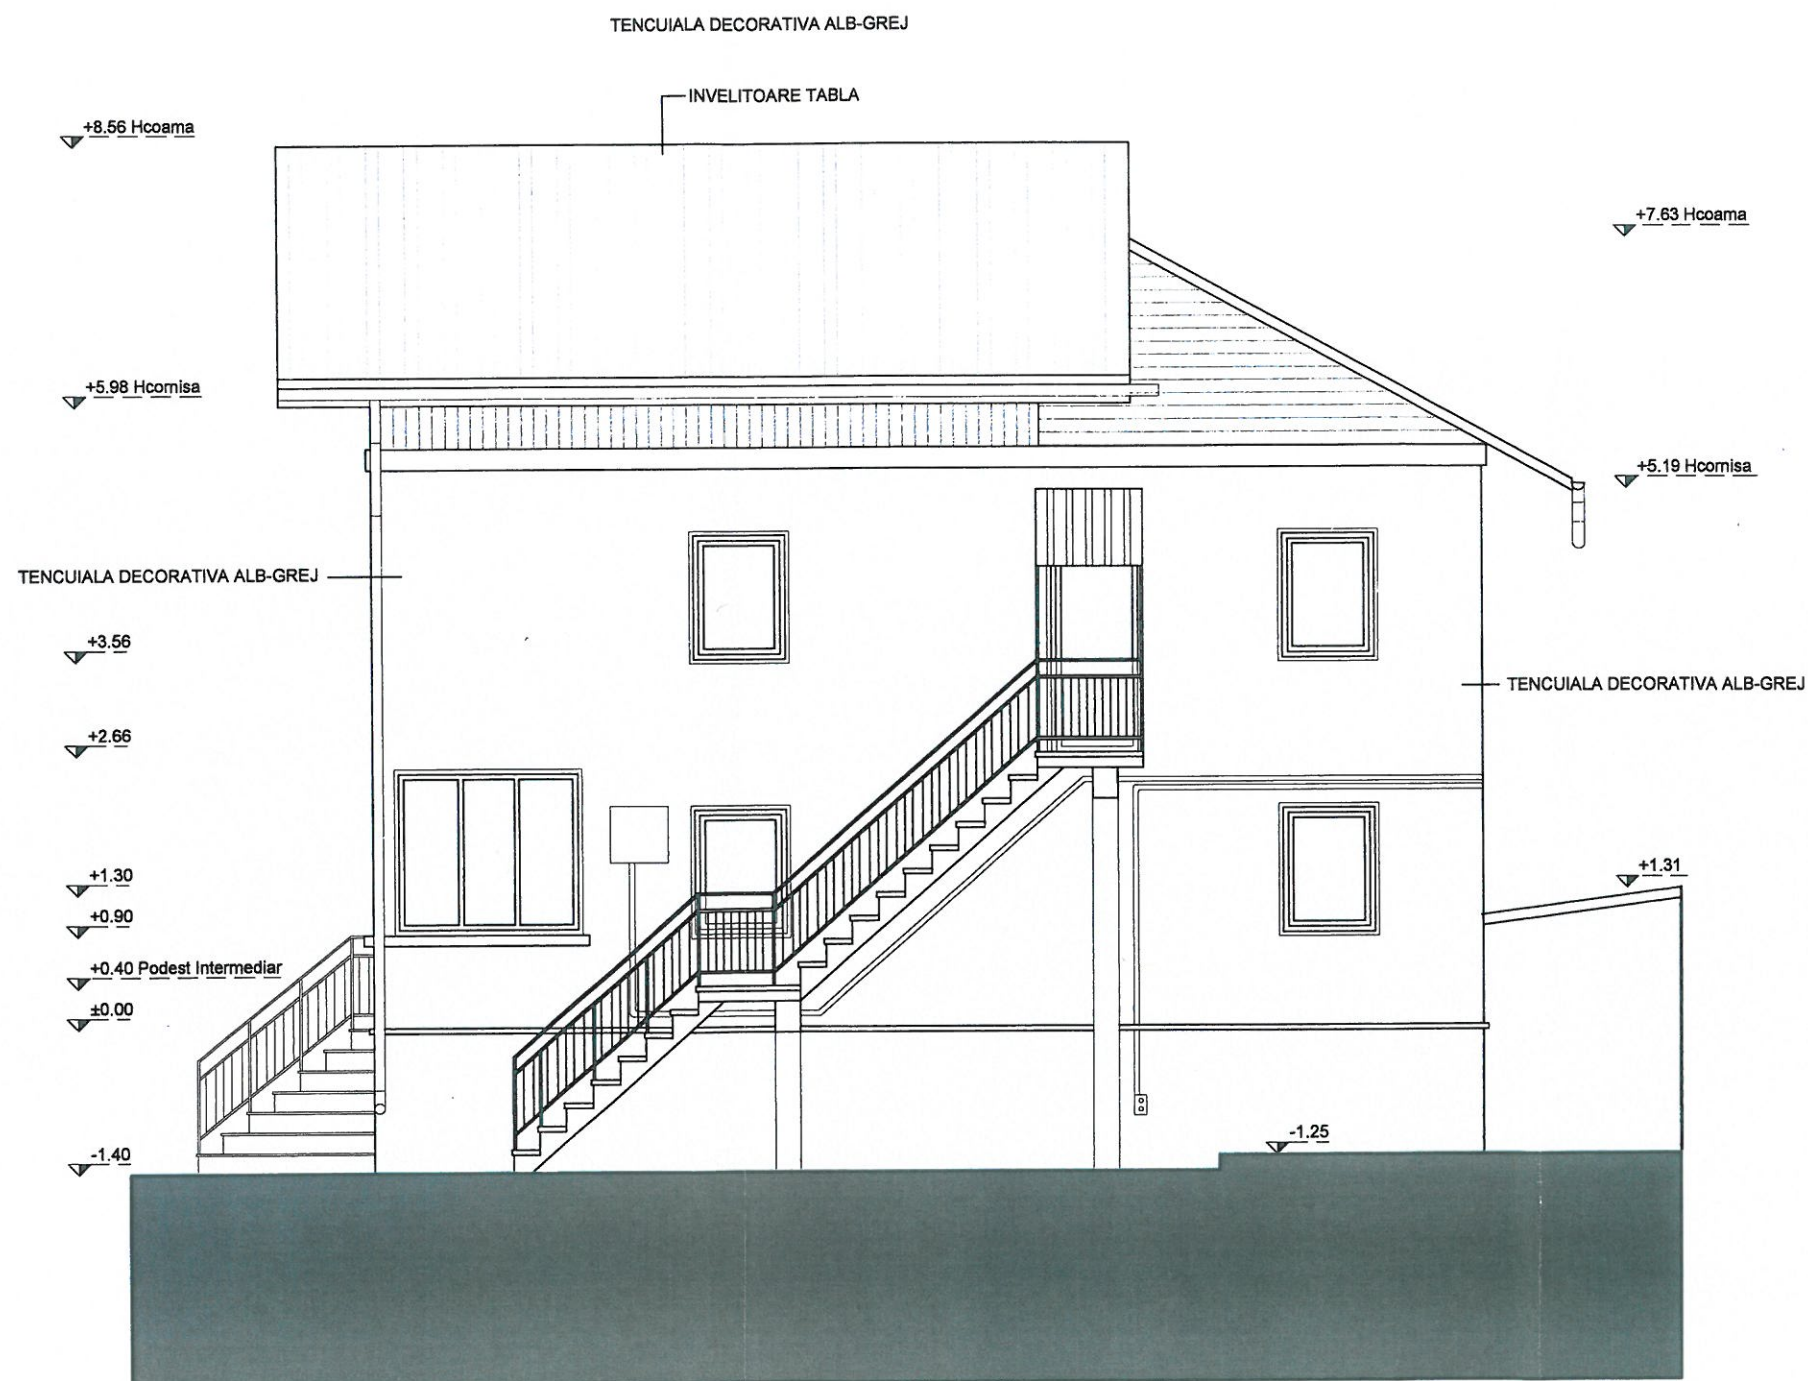 TENCUIALA DECORATIVA ALB-GREJ
INVELITOARE TABLA
+8.56 Hcoama
+7.63 Hcoama
+5.98 Hcornisa
+5.19 Hcornisa
TENCUIALA DECORATIVA ALB-GREJ
+3.56
TENCUIALA DECORATIVA ALB-GREJ
+2.66
+1.30
+1.31
+0.90
+0.40 Podest Intermediar
±0.00
-1.25
-1.40